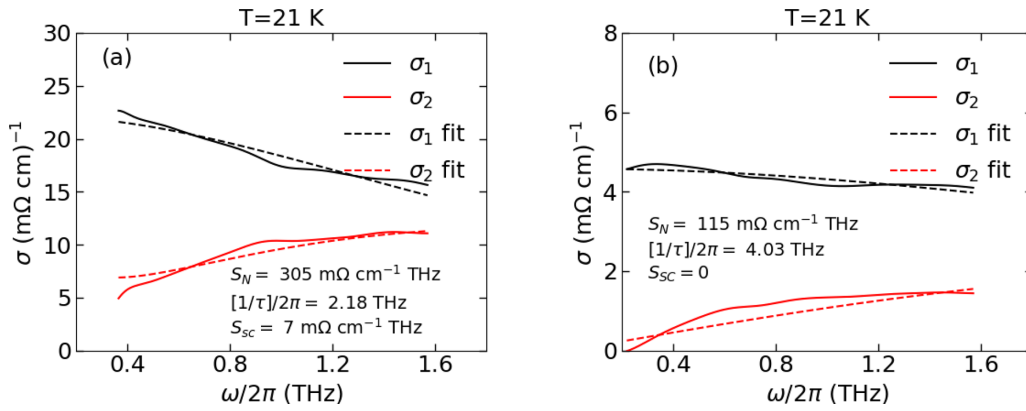 T=21 K
(a)
σ₁
σ₂
σ₁ fit
σ₂ fit
S_N = 305 mΩ cm⁻¹ THz
[1/τ]/2π = 2.18 THz
S_sc = 7 mΩ cm⁻¹ THz
σ (mΩ cm)⁻¹
30
25
20
15
10
5
0
0.4 0.8 1.2 1.6
ω/2π (THz)
T=21 K
(b)
σ₁
σ₂
σ₁ fit
σ₂ fit
S_N = 115 mΩ cm⁻¹ THz
[1/τ]/2π = 4.03 THz
S_SC = 0
σ (mΩ cm)⁻¹
8
6
4
2
0
0.4 0.8 1.2 1.6
ω/2π (THz)